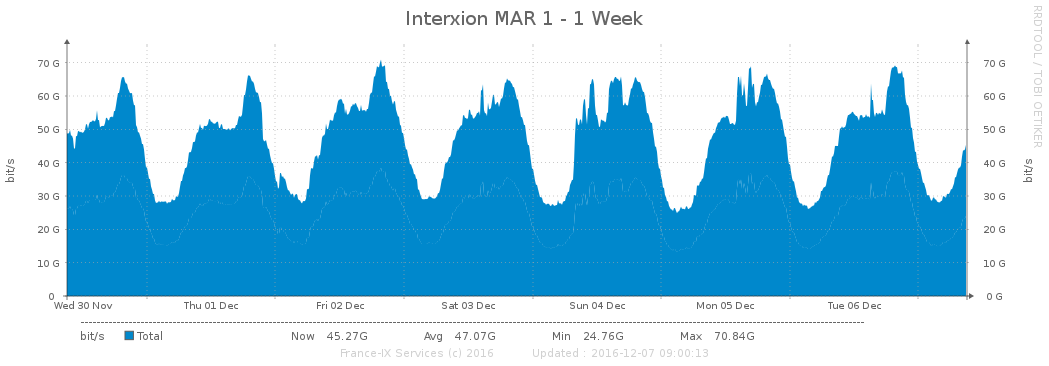 Interxion MAR 1 - 1 Week
RRDTOOL / TOBI OETIKER
bit/s
70 G 70 G
60 G 60 G
50 G 50 G
40 G 40 G
30 G 30 G
20 G 20 G
10 G 10 G
0 0 G
bit/s
Wed 30 Nov Thu 01 Dec Fri 02 Dec Sat 03 Dec Sun 04 Dec Mon 05 Dec Tue 06 Dec
bit/s Total Now 45.27G Avg 47.07G Min 24.76G Max 70.84G
France-IX Services (c) 2016 Updated : 2016-12-07 09:00:13